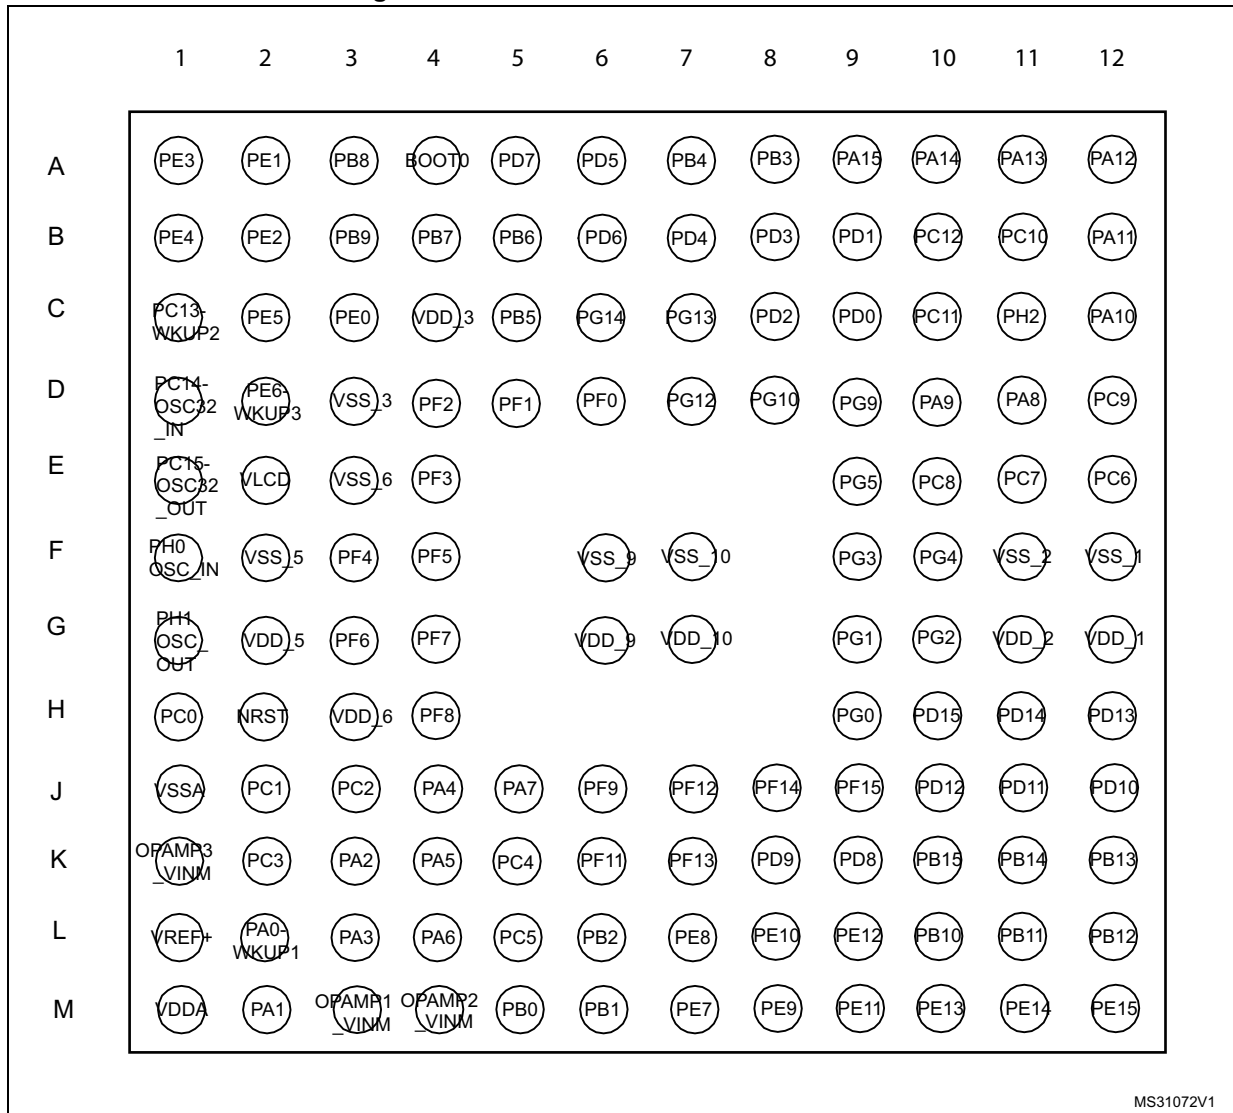 1 2 3 4 5 6 7 8 9 10 11 12
A PE3 PE1 PB8 BOOT0 PD7 PD5 PB4 PB3 PA15 PA14 PA13 PA12
B PE4 PE2 PB9 PB7 PB6 PD6 PD4 PD3 PD1 PC12 PC10 PA11
C PC13-WKUP2 PE5 PE0 VDD_3 PB5 PG14 PG13 PD2 PD0 PC11 PH2 PA10
D PC14-OSC32_IN PE6-WKUP3 VSS_3 PF2 PF1 PF0 PG12 PG10 PG9 PA9 PA8 PC9
E PC15-OSC32_OUT VLCD VSS_6 PF3 PG5 PC8 PC7 PC6
F PH0 OSC_IN VSS_5 PF4 PF5 VSS_9 VSS_10 PG3 PG4 VSS_2 VSS_1
G PH1 OSC_OUT VDD_5 PF6 PF7 VDD_9 VDD_10 PG1 PG2 VDD_2 VDD_1
H PC0 NRST VDD_6 PF8 PG0 PD15 PD14 PD13
J VSSA PC1 PC2 PA4 PA7 PF9 PF12 PF14 PF15 PD12 PD11 PD10
K OPAMP3_VINM PC3 PA2 PA5 PC4 PF11 PF13 PD9 PD8 PB15 PB14 PB13
L VREF+ PA0-WKUP1 PA3 PA6 PC5 PB2 PE8 PE10 PE12 PB10 PB11 PB12
M VDDA PA1 OPAMP1_VINM OPAMP2_VINM PB0 PB1 PE7 PE9 PE11 PE13 PE14 PE15
MS31072V1